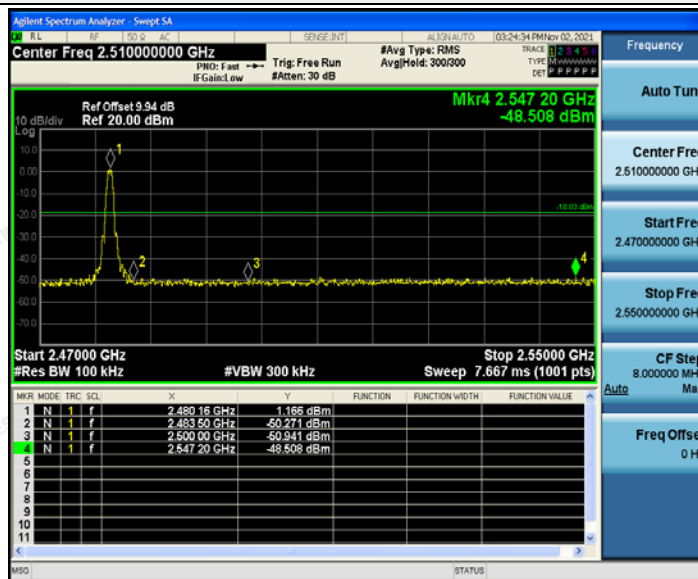 Agilent Spectrum Analyzer - Swept SA
RL RF 50 Ω AC SENSE:INT ALIGN AUTO 03:24:34 PM Nov 02, 2021
Center Freq 2.510000000 GHz
PNO: Fast Trig: Free Run
IFGain:Low #Atten: 30 dB
#Avg Type: RMS
Avg|Hold: 300/300
TRACE 1 2 3 4 5 6
TYPE M
DET P P P P P P
Mkr4 2.547 20 GHz
-48.508 dBm
Ref Offset 9.94 dB
10 dB/div Ref 20.00 dBm
Log
10.0
0.00
-10.0
-20.0
-30.0
-40.0
-50.0
-60.0
-70.0
1
2
3
4
Start 2.47000 GHz Stop 2.55000 GHz
#Res BW 100 kHz #VBW 300 kHz Sweep 7.667 ms (1001 pts)
MKR MODE TRC SCL X Y FUNCTION FUNCTION WIDTH FUNCTION VALUE
1 N 1 f 2.480 16 GHz 1.166 dBm
2 N 1 f 2.483 50 GHz -50.271 dBm
3 N 1 f 2.500 00 GHz -50.941 dBm
4 N 1 f 2.547 20 GHz -48.508 dBm
5
6
7
8
9
10
11
MSG STATUS
Frequency
Auto Tun
Center Fre
2.510000000 GH
Start Fre
2.470000000 GH
Stop Fre
2.550000000 GH
CF Step
8.000000 MH
Auto Ma
Freq Offse
0 H